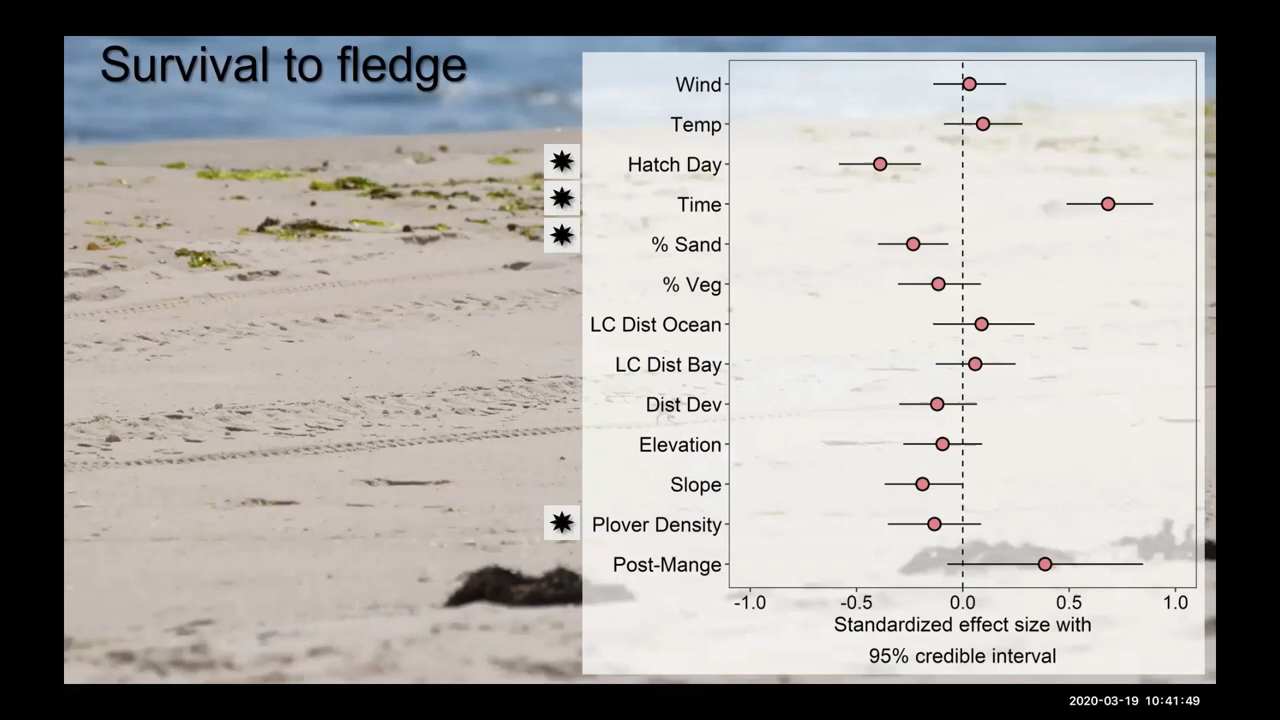 Survival to fledge
Wind
Temp
Hatch Day
Time
% Sand
% Veg
LC Dist Ocean
LC Dist Bay
Dist Dev
Elevation
Slope
Plover Density
Post-Mange
-1.0 -0.5 0.0 0.5 1.0
Standardized effect size with
95% credible interval
2020-03-19 10:41:49